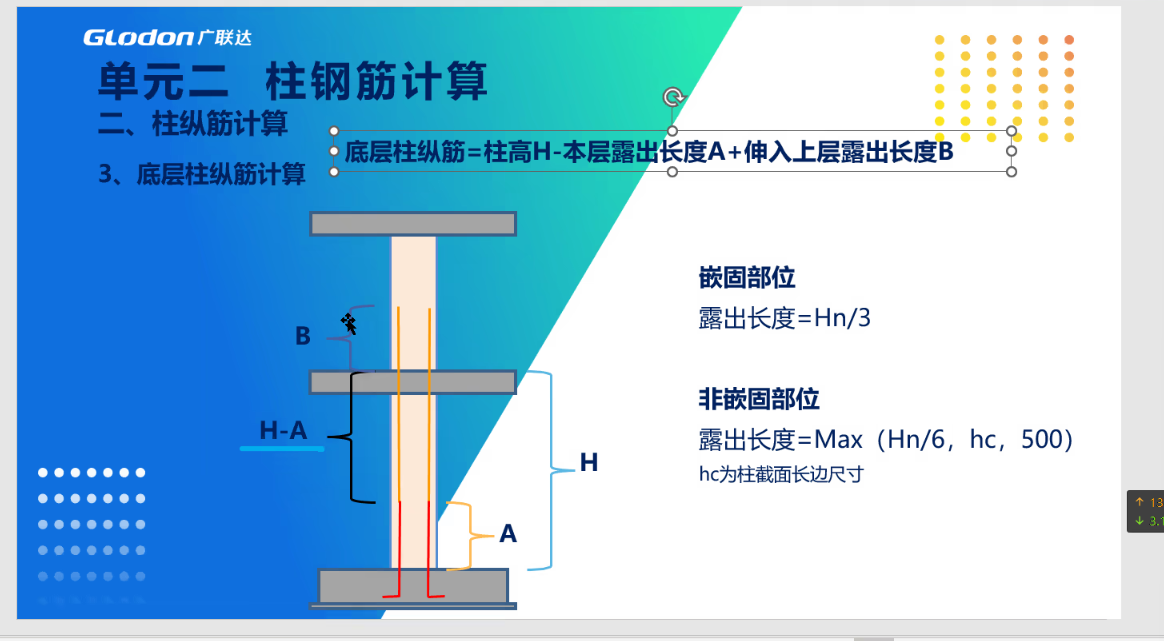 GLodon广联达
单元二 柱钢筋计算
二、柱纵筋计算
底层柱纵筋=柱高H-本层露出长度A+伸入上层露出长度B
3、底层柱纵筋计算
嵌固部位
露出长度=Hn/3
B
非嵌固部位
H-A
露出长度=Max（Hn/6，hc，500）
H
hc为柱截面长边尺寸
A